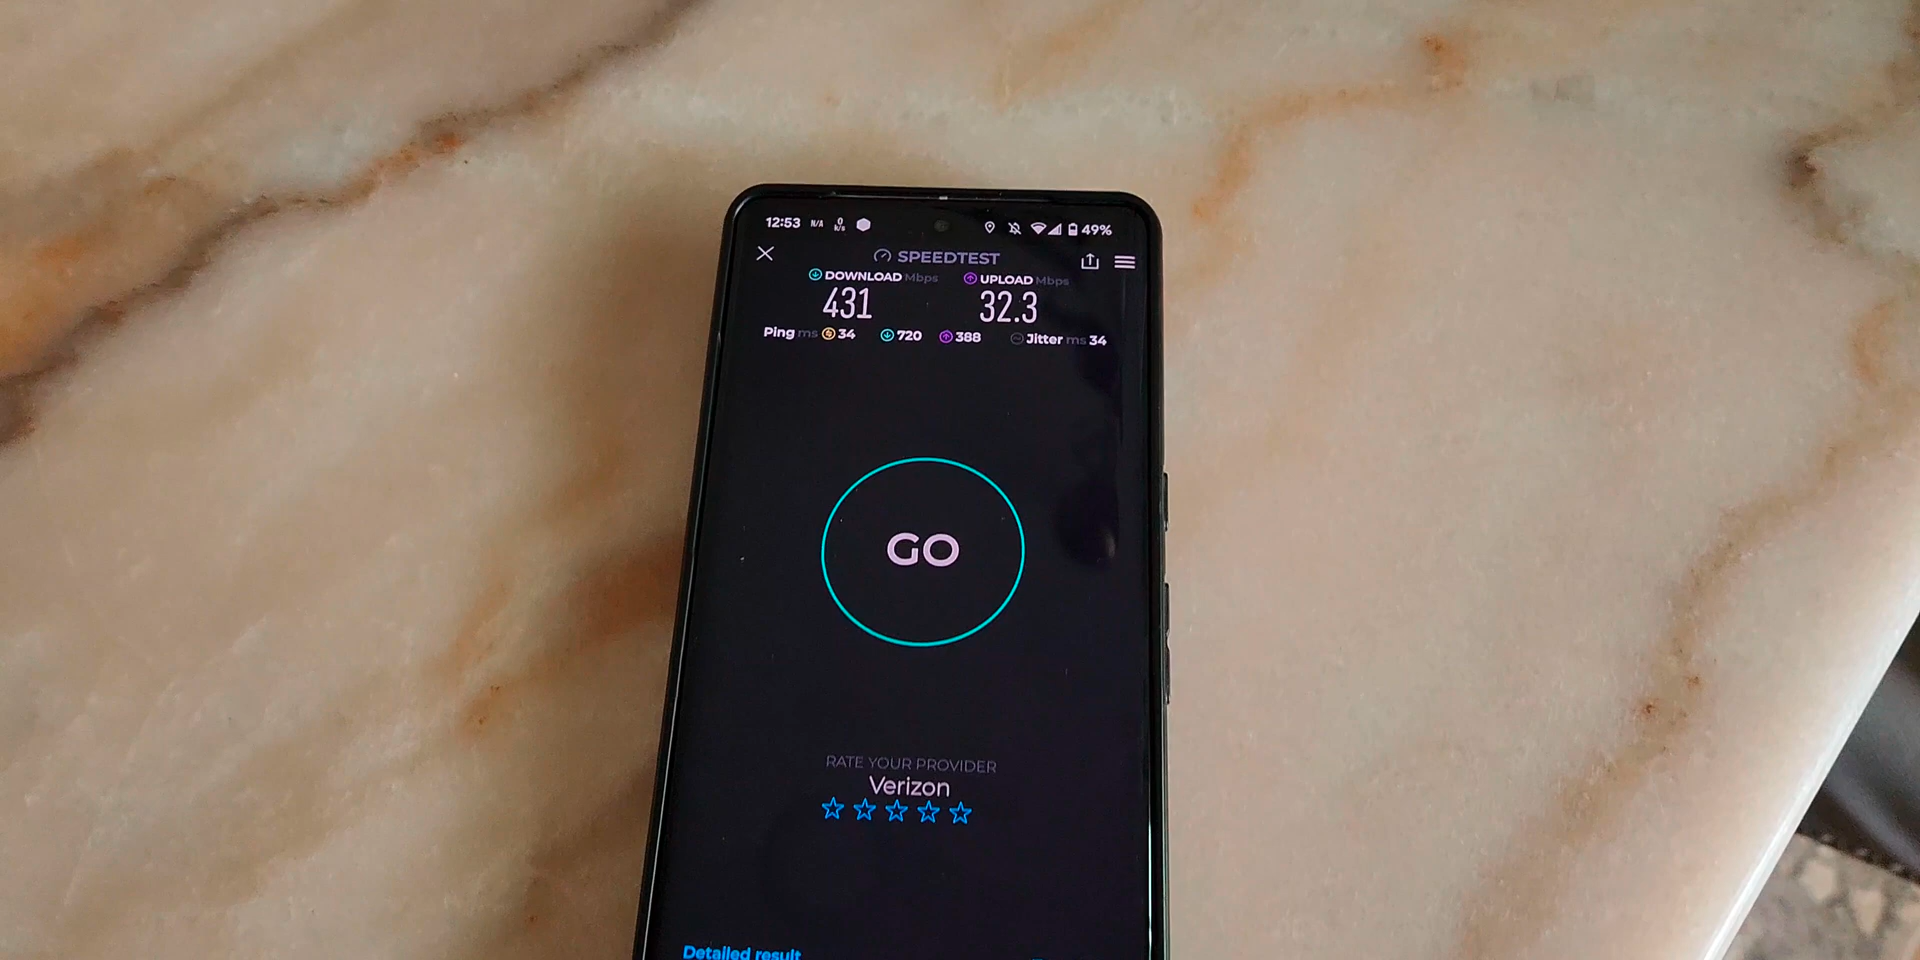 12:53 N/A 0 k/s 49%
SPEEDTEST
DOWNLOAD Mbps UPLOAD Mbps
431 32.3
Ping ms 34 720 388 Jitter ms 34
GO
RATE YOUR PROVIDER
Verizon
Detailed result